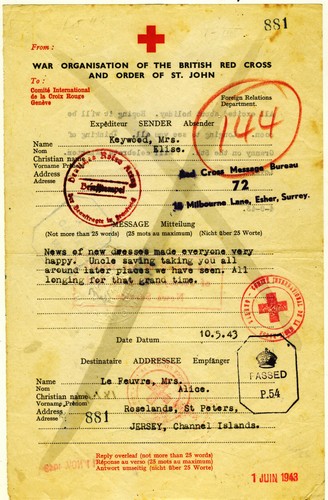 881
From:
WAR ORGANISATION OF THE BRITISH RED CROSS
AND ORDER OF ST. JOHN
To:
Comité International
de la Croix Rouge
Genève
Foreign Relations
Department.
144
Expéditeur SENDER Absender
Name Keywood, Mrs.
Nom Elise.
Christian name
Vorname
Address
Adresse
Red Cross Message Bureau
72
Milbourne Lane, Esher, Surrey.
Deutsches Rotes Kreuz
Briefstempel
MESSAGE Mitteilung
(Not more than 25 words) (25 mots au maximum) (Nicht über 25 Worte)
News of new dwessee made everyone very
happy. Uncle saving taking you all
around later places we have seen. All
longing for that grand time.
Date Datum 10.5.43
Destinataire ADDRESSEE Empfänger
Name Le Feuvre, Mrs.
Nom Alice.
Christian name
Vorname Prénom
Address Roselands, St Peters,
Adresse 881 JERSEY, Channel Islands.
PASSED
P.54
Reply overleaf (not more than 25 words)
Réponse au verso (25 mots au maximum)
Antwort umseitig (nicht über 25 Worte)
1 JUIN 1943